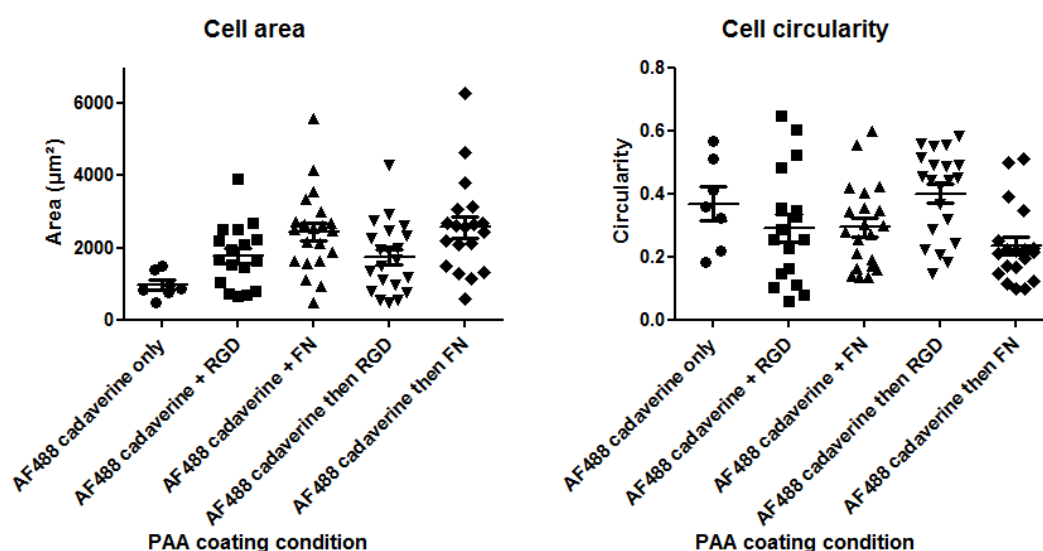 Cell area
Area (µm²)
6000
4000
2000
0
AF488 cadaverine only
AF488 cadaverine + RGD
AF488 cadaverine + FN
AF488 cadaverine then RGD
AF488 cadaverine then FN
PAA coating condition
Cell circularity
Circularity
0.8
0.6
0.4
0.2
0.0
AF488 cadaverine only
AF488 cadaverine + RGD
AF488 cadaverine + FN
AF488 cadaverine then RGD
AF488 cadaverine then FN
PAA coating condition